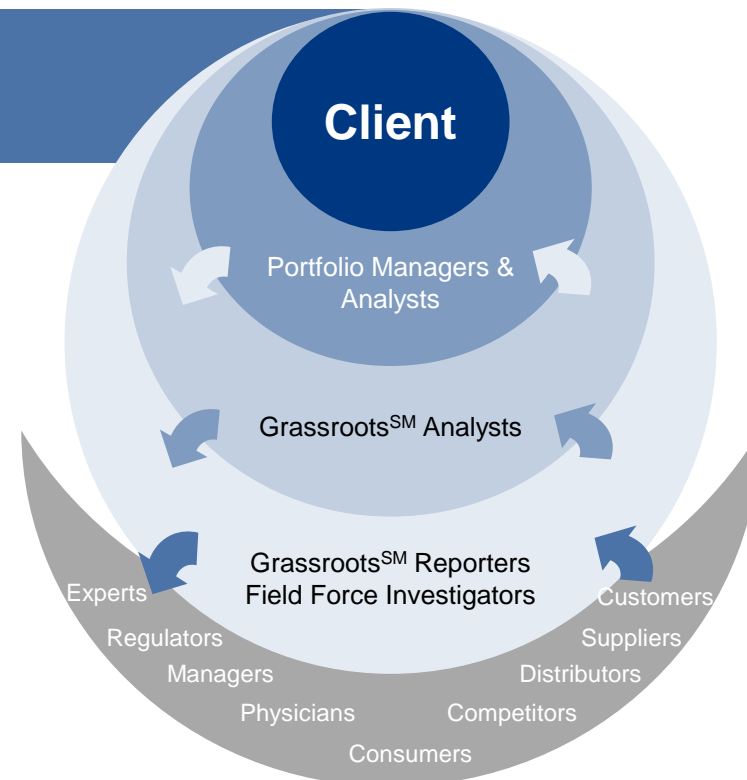 Client
Portfolio Managers &
Analysts
Grassroots℠ Analysts
Grassroots℠ Reporters
Field Force Investigators
Experts
Customers
Regulators
Suppliers
Managers
Distributors
Physicians
Competitors
Consumers